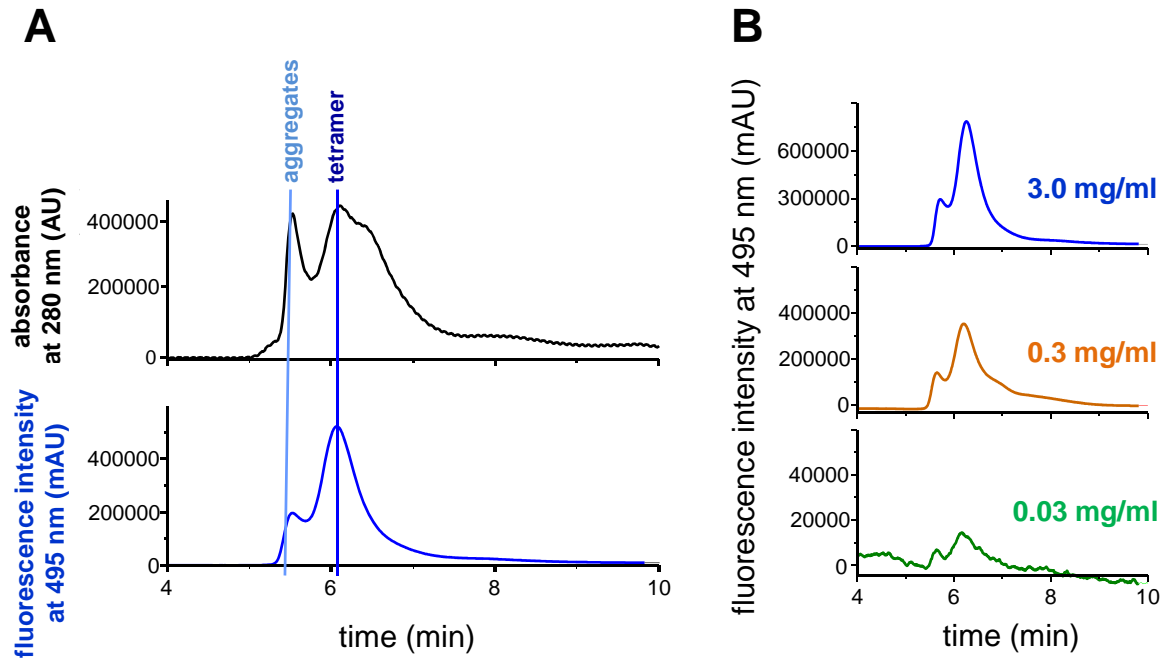 A
aggregates
tetramer
absorbance
at 280 nm (AU)
400000
200000
0
fluorescence intensity
at 495 nm (mAU)
400000
200000
0
4
6
8
10
time (min)
B
fluorescence intensity at 495 nm (mAU)
600000
300000
0
3.0 mg/ml
400000
200000
0
0.3 mg/ml
40000
20000
0
0.03 mg/ml
4
6
8
10
time (min)